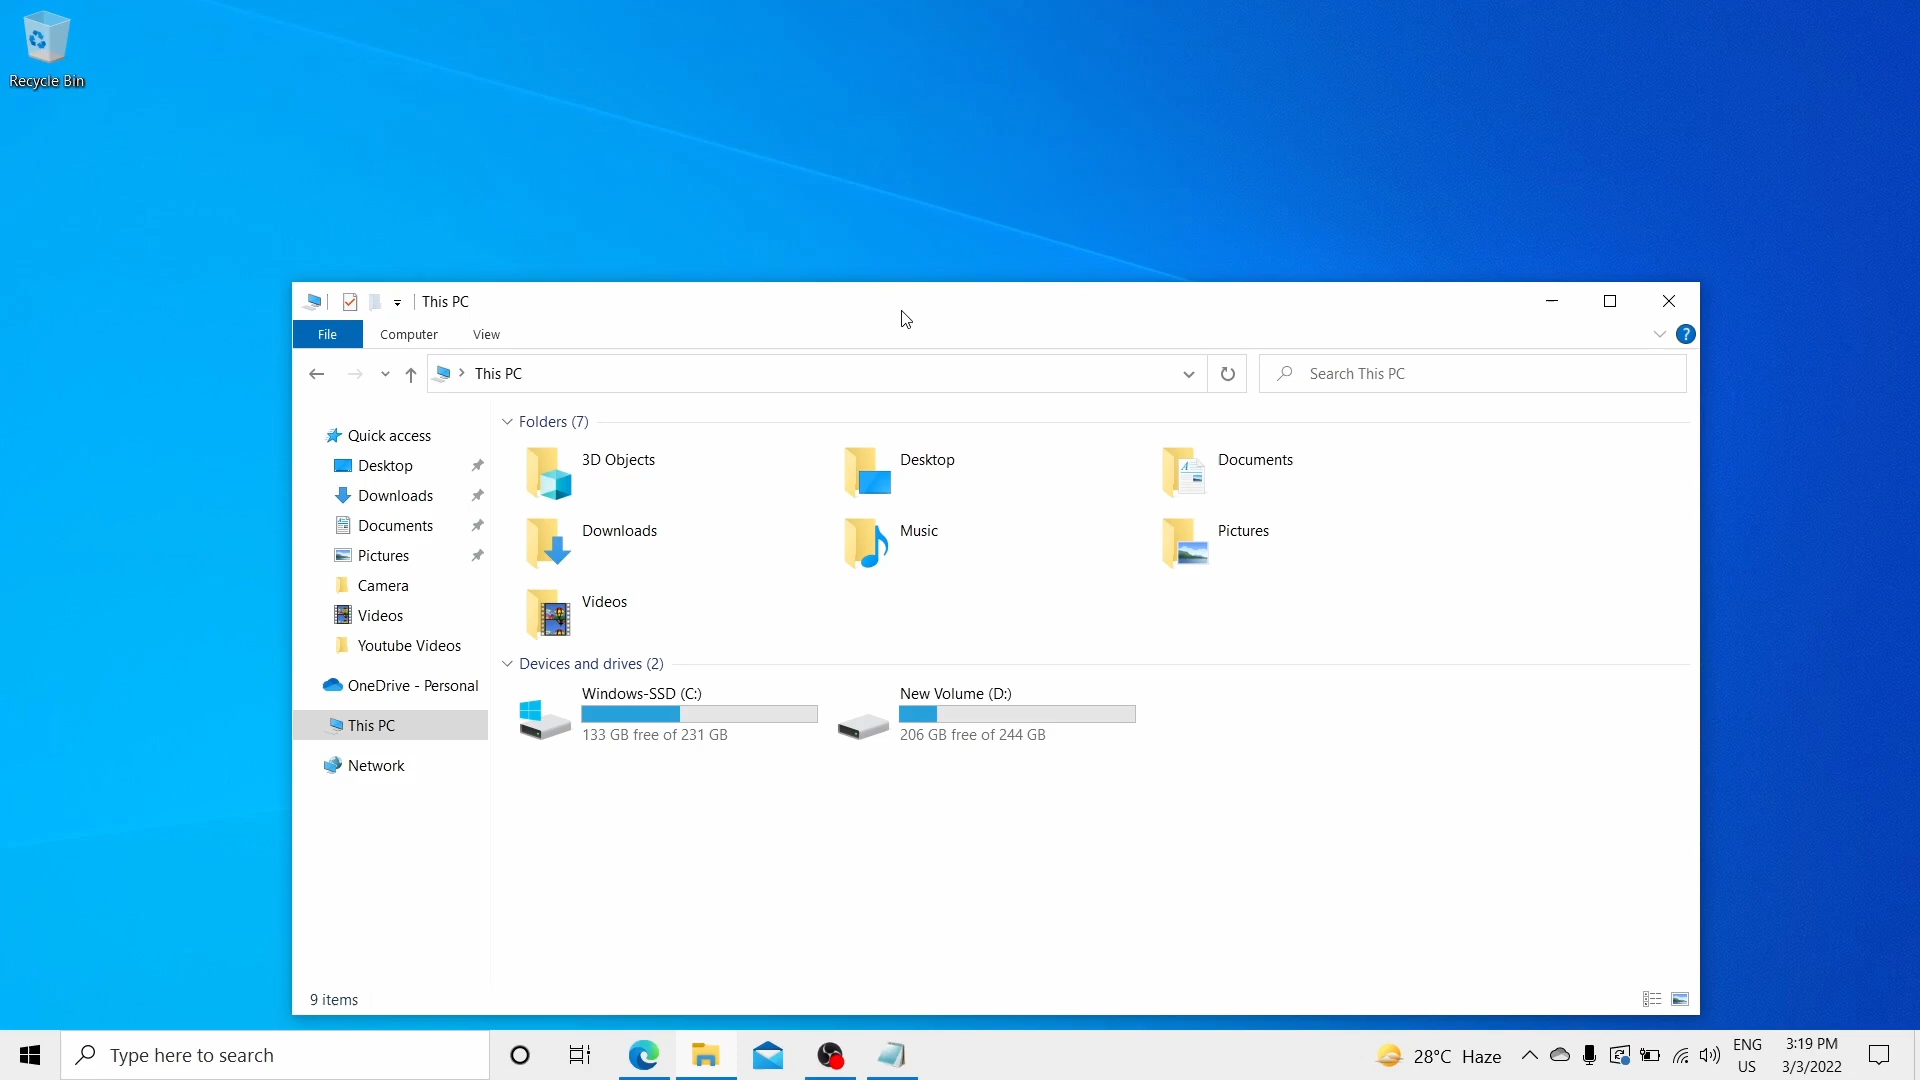 Recycle Bin
This PC
File
Computer
View
?
This PC
Search This PC
Quick access
Desktop
Downloads
Documents
Pictures
Camera
Videos
Youtube Videos
OneDrive - Personal
This PC
Network
Folders (7)
3D Objects
Desktop
Documents
Downloads
Music
Pictures
Videos
Devices and drives (2)
Windows-SSD (C:)
133 GB free of 231 GB
New Volume (D:)
206 GB free of 244 GB
9 items
Type here to search
28°C Haze
ENG
US
3:19 PM
3/3/2022